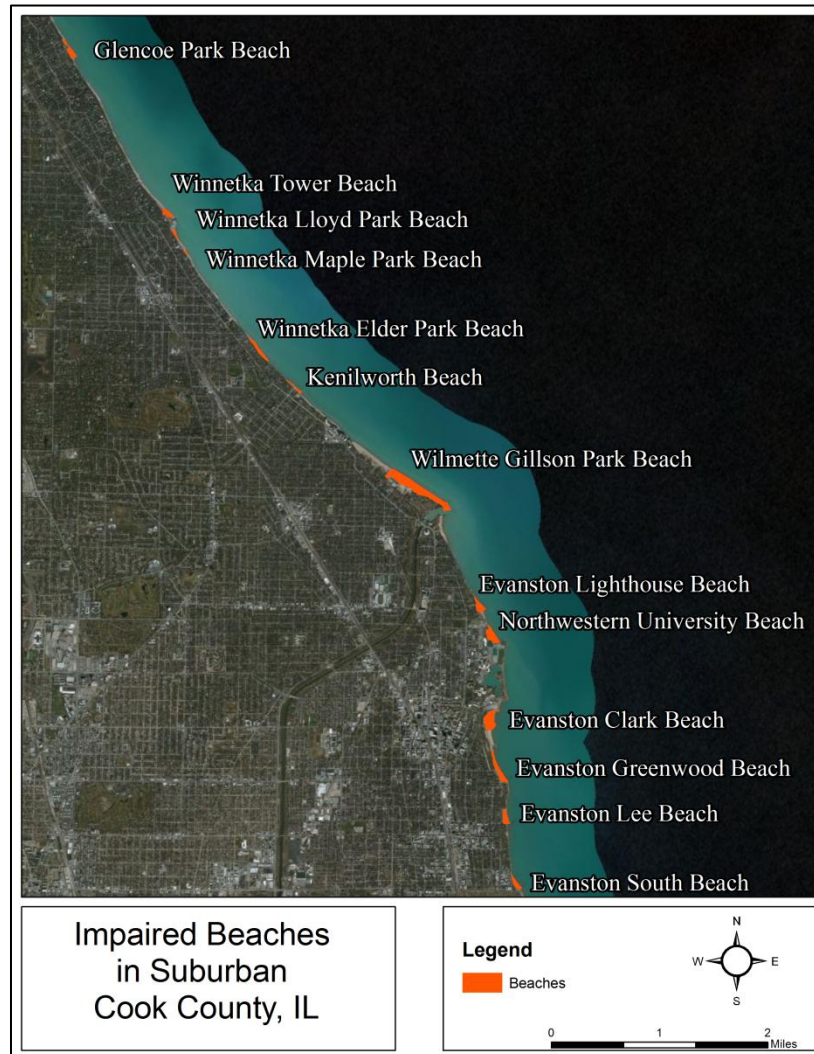 Glencoe Park Beach
Winnetka Tower Beach
Winnetka Lloyd Park Beach
Winnetka Maple Park Beach
Winnetka Elder Park Beach
Kenilworth Beach
Wilmette Gillson Park Beach
Evanston Lighthouse Beach
Northwestern University Beach
Evanston Clark Beach
Evanston Greenwood Beach
Evanston Lee Beach
Evanston South Beach
Impaired Beaches
in Suburban
Cook County, IL
Legend
Beaches
N
W E
S
0 1 2
Miles